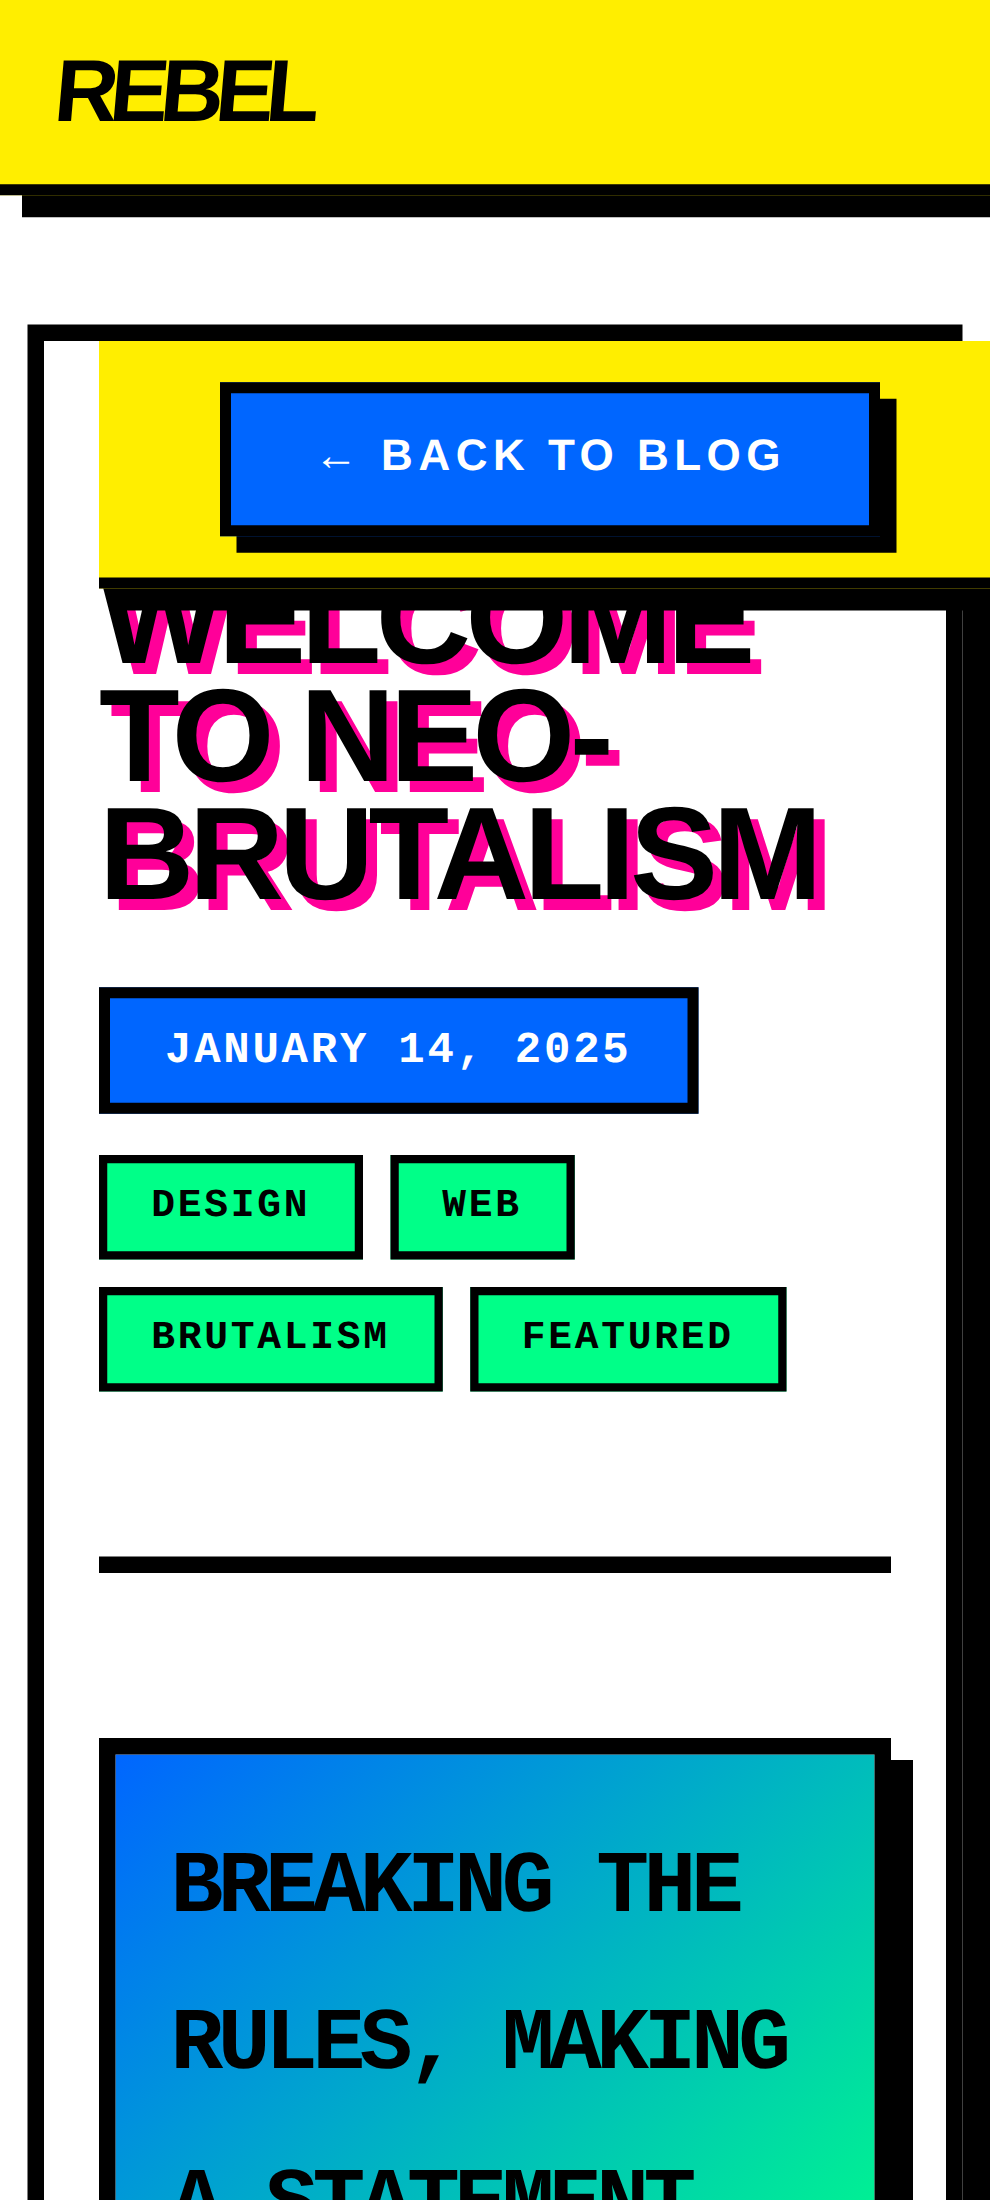 REBEL
← BACK TO BLOG
WELCOME
TO NEO-
BRUTALISM
JANUARY 14, 2025
DESIGN
WEB
BRUTALISM
FEATURED
BREAKING THE
RULES, MAKING
A STATEMENT